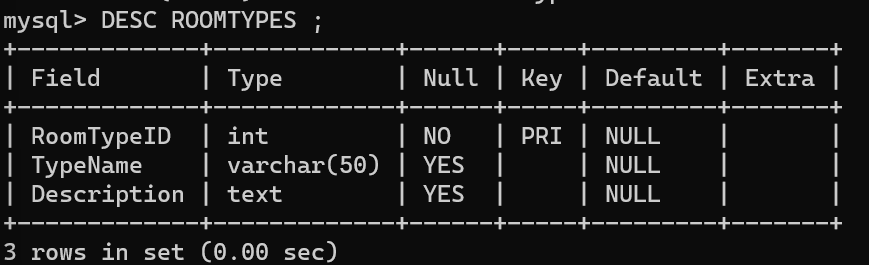 mysql> DESC ROOMTYPES ;
+-------------+-------------+------+-----+---------+-------+
| Field       | Type        | Null | Key | Default | Extra |
+-------------+-------------+------+-----+---------+-------+
| RoomTypeID  | int         | NO   | PRI | NULL    |       |
| TypeName    | varchar(50) | YES  |     | NULL    |       |
| Description | text        | YES  |     | NULL    |       |
+-------------+-------------+------+-----+---------+-------+
3 rows in set (0.00 sec)